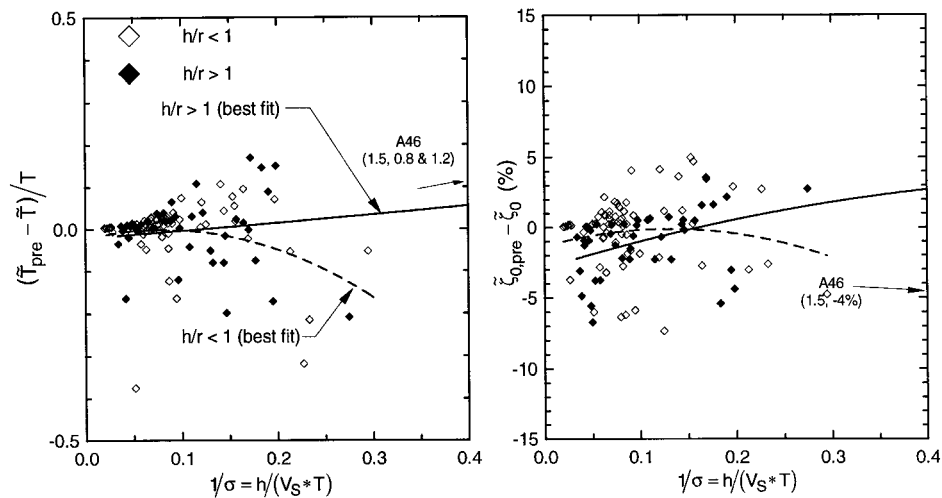 0.5
0.0
-0.5
(T̃pre − T̃)/T
h/r < 1
h/r > 1
h/r > 1 (best fit)
A46
(1.5, 0.8 & 1.2)
h/r < 1 (best fit)
0.0 0.1 0.2 0.3 0.4
1/σ = h/(VS*T)
15
10
5
0
-5
-10
-15
ζ̃0,pre − ζ̃0 (%)
A46
(1.5, -4%)
0.0 0.1 0.2 0.3 0.4
1/σ = h/(VS*T)